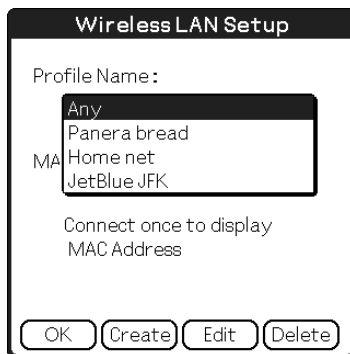 Wireless LAN Setup
Profile Name:
Any
Panera bread
MA Home net
JetBlue JFK
Connect once to display
MAC Address
OK Create Edit Delete